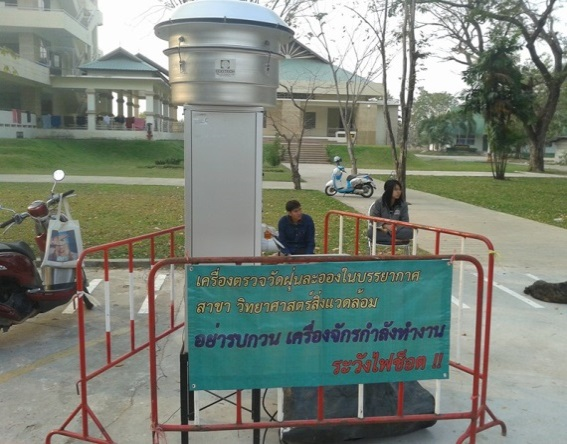 เครื่องตรวจวัดฝุ่นละอองในบรรยากาศ
สาขา วิทยาศาสตร์สิ่งแวดล้อม
อย่ารบกวน เครื่องจักรกำลังทำงาน
ระวังไฟช๊อต !!